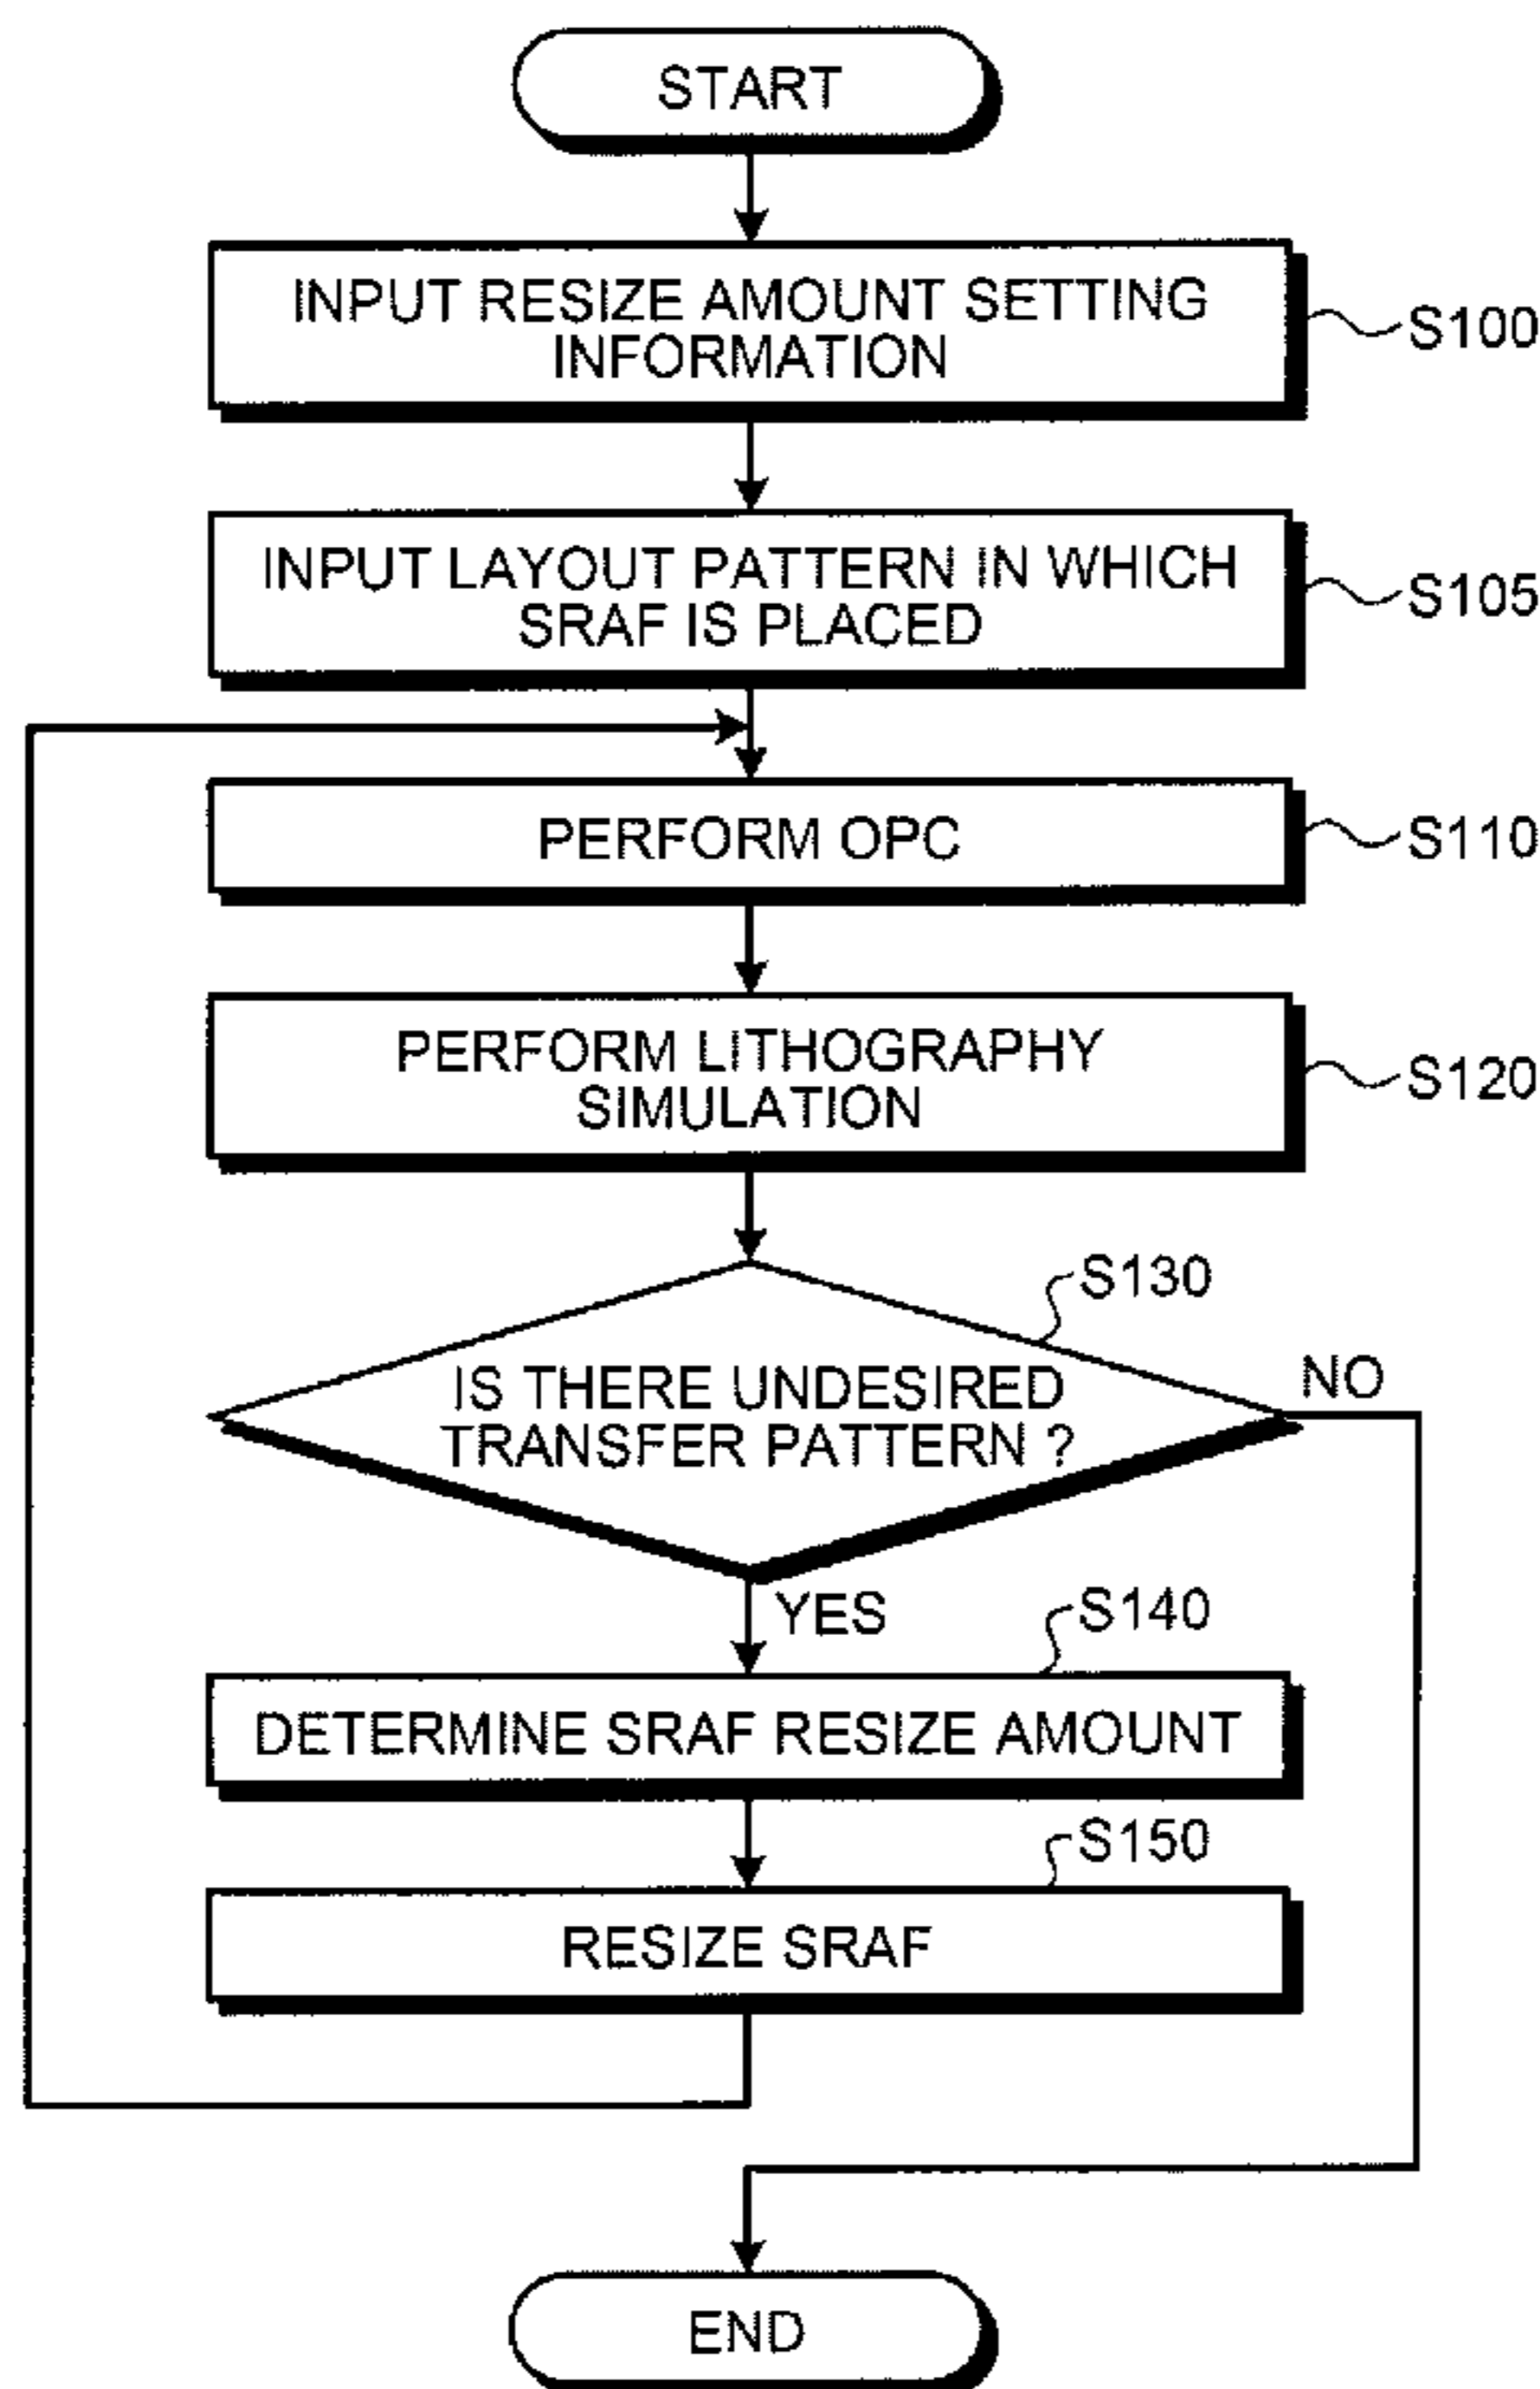 START
INPUT RESIZE AMOUNT SETTING
INFORMATION
S100
INPUT LAYOUT PATTERN IN WHICH
SRAF IS PLACED
S105
PERFORM OPC
S110
PERFORM LITHOGRAPHY
SIMULATION
S120
S130
IS THERE UNDESIRED
TRANSFER PATTERN ?
NO
YES
S140
DETERMINE SRAF RESIZE AMOUNT
S150
RESIZE SRAF
END